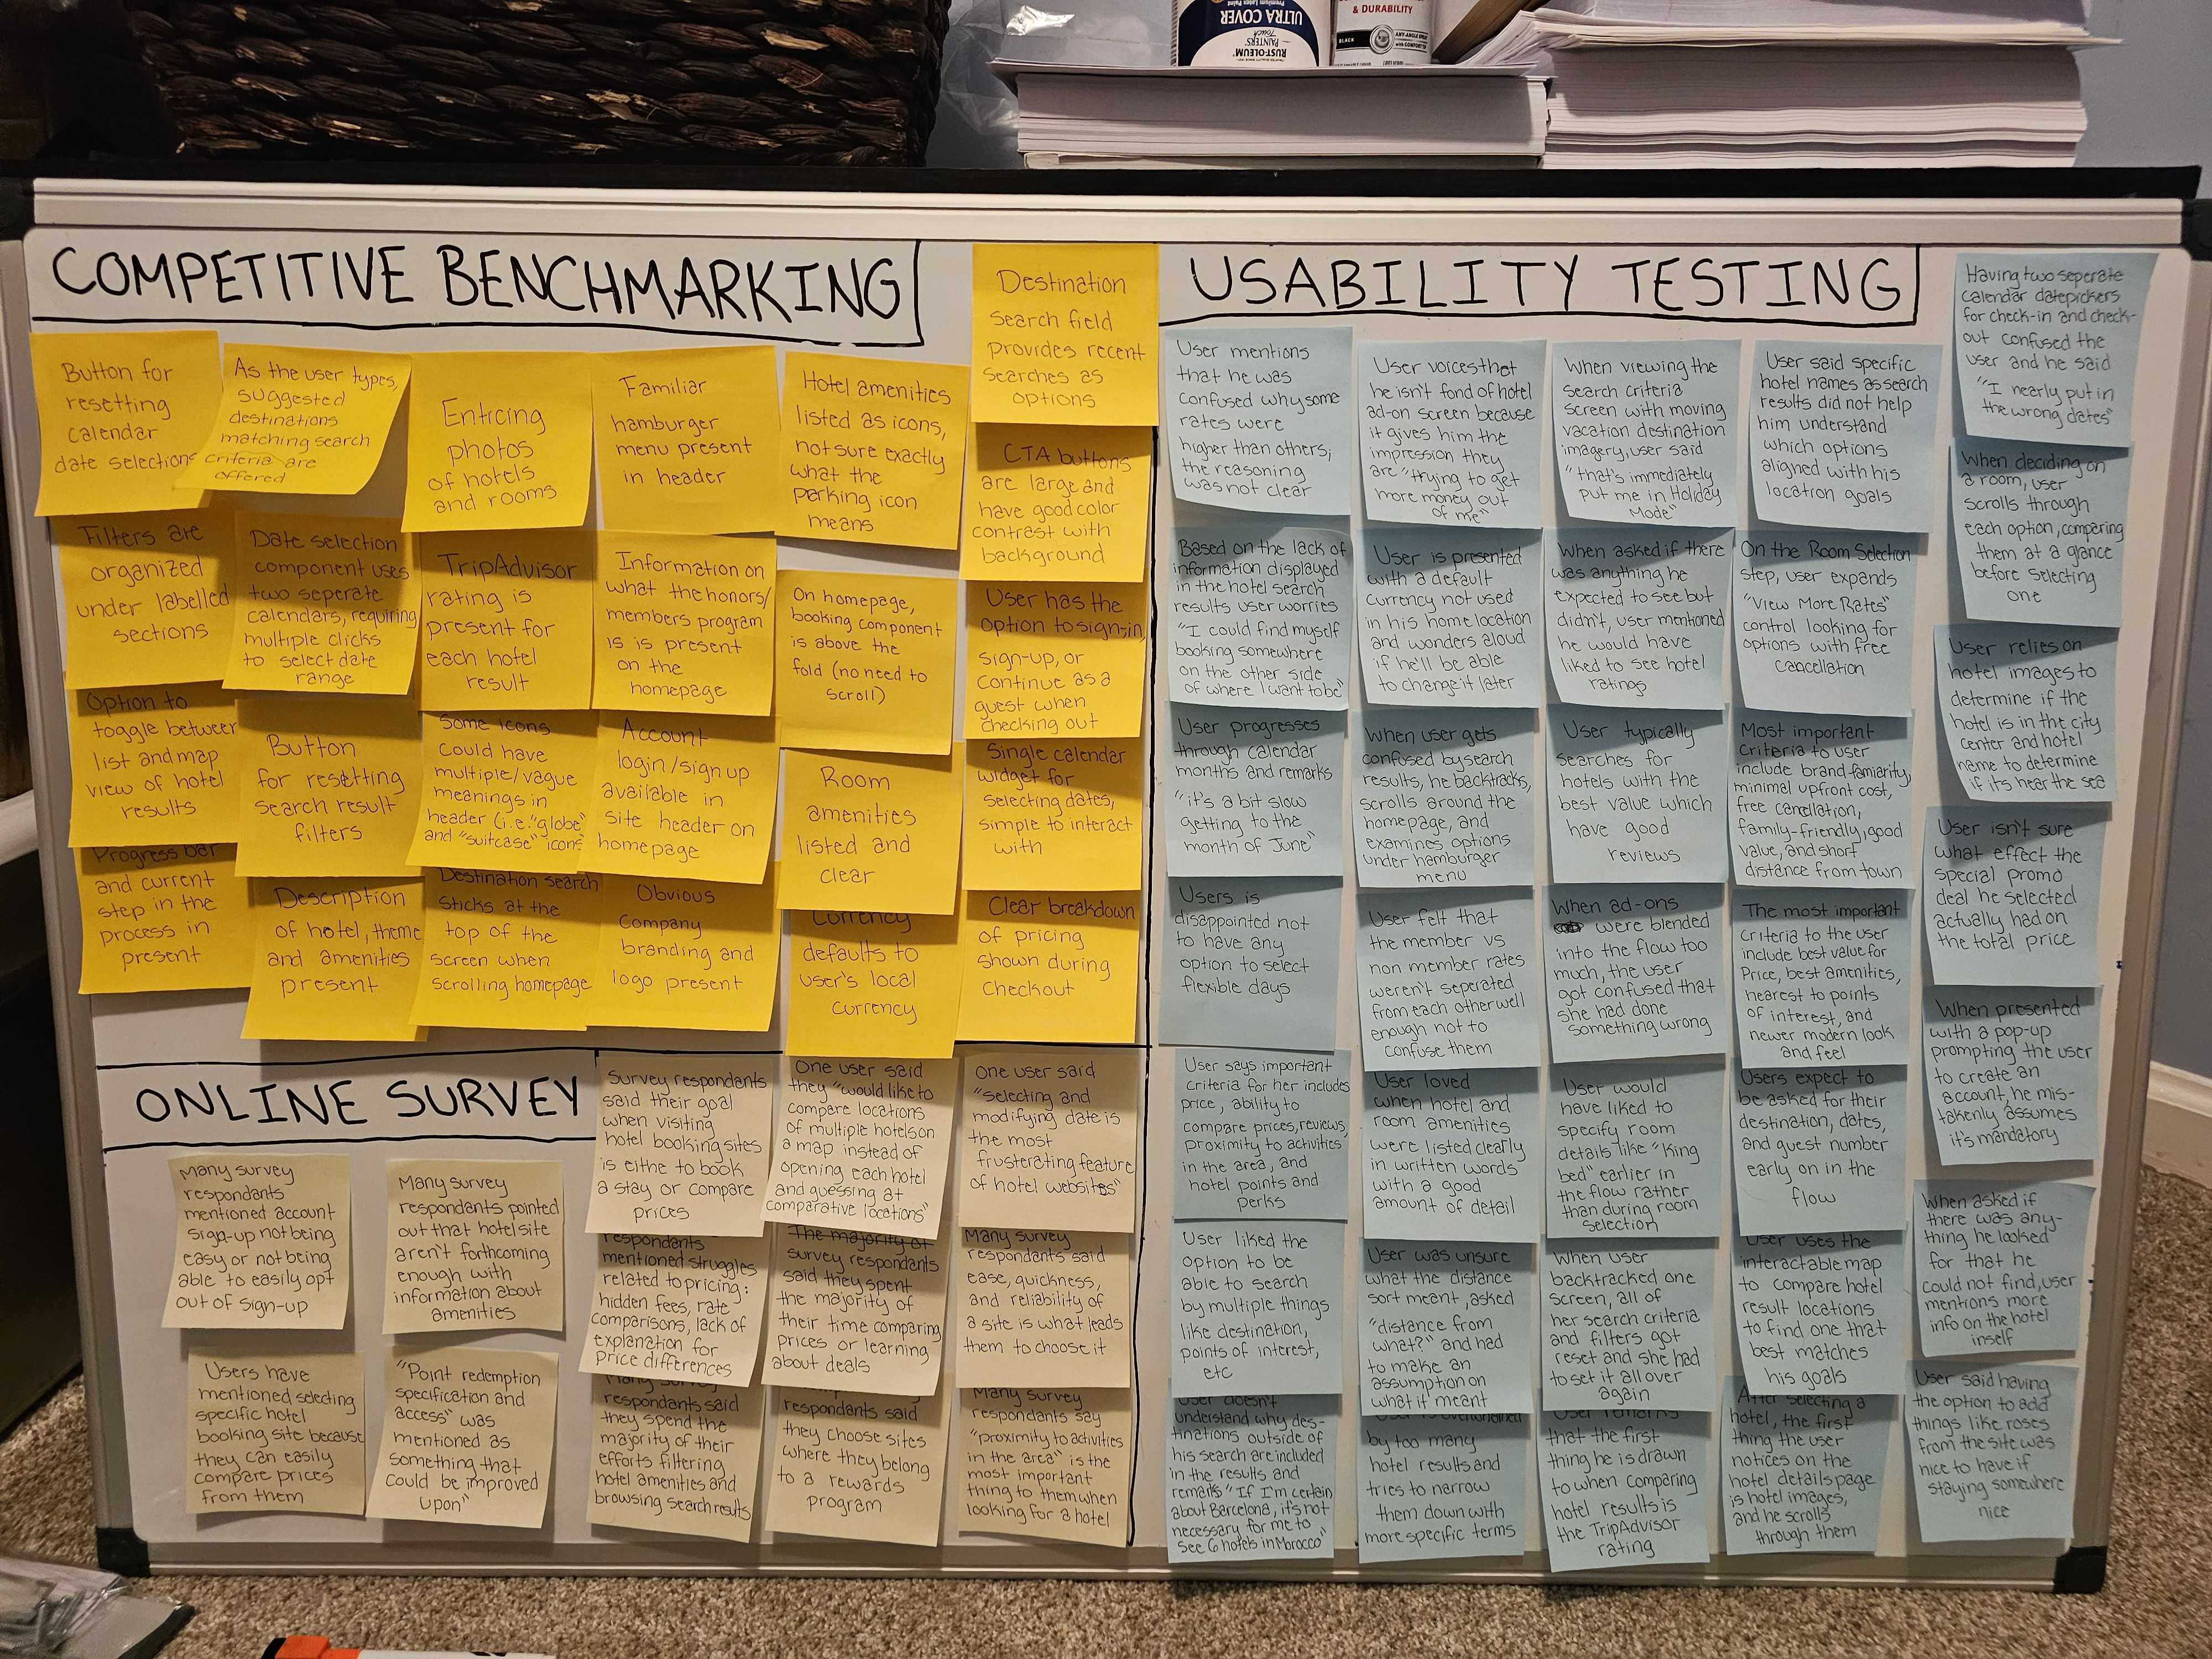 ULTRA COVER
Premium Latex Paint
PAINTER'S
Touch
RUST-OLEUM
& DURABILITY
BLACK
ANY-ANGLE SPRAY
with COMFORT TIP
COMPETITIVE BENCHMARKING
Button for
resetting
calendar
date selections
As the user types,
suggested
destinations
matching search
criteria are
offered
Enticing
photos
of hotels
and rooms
Familiar
hamburger
menu present
in header
Hotel amenities
listed as icons,
not sure exactly
what the
parking icon
means
Destination
search field
provides recent
searches as
options
Filters are
organized
under labelled
sections
Date selection
component uses
two seperate
calendars, requiring
multiple clicks
to select date
range
TripAdvisor
rating is
present for
each hotel
result
Information on
what the honors/
members program
is is present
on the
homepage
On homepage,
booking component
is above the
fold (no need to
scroll)
CTA buttons
are large and
have good color
contrast with
background
Option to
toggle between
list and map
view of hotel
results
Button
for resetting
search result
filters
Some icons
could have
multiple/vague
meanings in
header (i.e. "globe"
and "suitcase" icons
Account
login/signup
available in
site header on
homepage
Room
amenities
listed and
clear
User has the
option to sign-in,
sign-up, or
continue as a
guest when
checking out
Progress bar
and current
step in the
process in
present
Description
of hotel, theme
and amenities
present
Destination search
sticks at the
top of the
screen when
scrolling homepage
Obvious
company
branding and
logo present
Currency
defaults to
user's local
currency
Single calendar
widget for
selecting dates,
simple to interact
with
Clear breakdown
of pricing
shown during
checkout
ONLINE SURVEY
Many survey
respondents
mentioned account
sign-up not being
easy or not being
able to easily opt
out of sign-up
Many survey
respondents pointed
out that hotel site
aren't forthcoming
enough with
information about
amenities
Survey respondents
said their goal
when visiting
hotel booking sites
is eithe to book
a stay or compare
prices
One user said
they "would like to
compare locations
of multiple hotels on
a map instead of
opening each hotel
and guessing at
comparative locations"
One user said
"selecting and
modifying date is
the most
frusterating feature
of hotel websites"
Users have
mentioned selecting
specific hotel
booking site because
they can easily
compare prices
from them
"Point redemption
specification and
access" was
mentioned as
something that
could be improved
upon"
respondents
mentioned struggles
related to pricing:
hidden fees, rate
comparisons, lack of
explanation for
price differences
The majority of
survey respondents
said they spent
the majority of
their time comparing
prices or learning
about deals
Many survey
respondents said
ease, quickness,
and reliability of
a site is what leads
them to choose it
Many survey
respondents said
they spend the
majority of their
efforts filtering
hotel amenities and
browsing search results
respondents said
they choose sites
where they belong
to a rewards
program
Many survey
respondents say
"proximity to activities
in the area" is the
most important
thing to them when
looking for a hotel
USABILITY TESTING
User mentions
that he was
confused why some
rates were
higher than others;
the reasoning
was not clear
User voices that
he isn't fond of hotel
ad-on screen because
it gives him the
impression they
are "trying to get
more money out
of me"
When viewing the
search criteria
screen with moving
vacation destination
imagery, user said
"that's immediately
put me in Holiday
Mode"
User said specific
hotel names as search
results did not help
him understand
which options
aligned with his
location goals
Having two seperate
calendar datepickers
for check-in and check-
out confused the
user and he said
"I nearly put in
the wrong dates"
Based on the lack of
information displayed
in the hotel search
results user worries
"I could find myself
booking somewhere
on the other side
of where I want to be"
User is presented
with a default
currency not used
in his home location
and wonders aloud
if he'll be able
to change it later
When asked if there
was anything he
expected to see but
didn't, user mentioned
he would have
liked to see hotel
ratings
On the Room Selection
step, user expands
"View More Rates"
control looking for
options with free
cancellation
When deciding on
a room, user
scrolls through
each option, comparing
them at a glance
before selecting
one
User progresses
through calendar
months and remarks
"it's a bit slow
getting to the
month of June"
When user gets
confused by search
results, he backtracks,
scrolls around the
homepage, and
examines options
under hamburger
menu
User typically
searches for
hotels with the
best value which
have good
reviews
Most important
criteria to user
include brand famiarity,
minimal upfront cost,
free cancellation,
family-friendly, good
value, and short
distance from town
User relies on
hotel images to
determine if the
hotel is in the city
center and hotel
name to determine
if its near the sea
Users is
disappointed not
to have any
option to select
flexible days
User felt that
the member vs
non member rates
weren't seperated
from each other well
enough not to
confuse them
When ad-ons
were blended
into the flow too
much, the user
got confused that
she had done
something wrong
The most important
criteria to the user
include best value for
price, best amenities,
nearest to points
of interest, and
newer modern look
and feel
User isn't sure
what effect the
special promo
deal he selected
actually had on
the total price
User says important
criteria for her includes
price, ability to
compare prices, reviews,
proximity to activities
in the area, and
hotel points and
perks
User loved
when hotel and
room amenities
were listed clearly
in written words
with a good
amount of detail
User would
have liked to
specify room
details like "King
bed" earlier in
the flow rather
than during room
selection
Users expect to
be asked for their
destination, dates,
and guest number
early on in the
flow
When presented
with a pop-up
prompting the user
to create an
account, he mis-
takenly assumes
it's mandatory
User liked the
option to be
able to search
by multiple things
like destination,
points of interest,
etc
User was unsure
what the distance
sort meant, asked
"distance from
what?" and had
to make an
assumption on
what it meant
When user
backtracked one
screen, all of
her search criteria
and filters got
reset and she had
to set it all over
again
User uses the
interactable map
to compare hotel
result locations
to find one that
best matches
his goals
When asked if
there was any-
thing he looked
for that he
could not find, user
mentions more
info on the hotel
inself
User doesn't
understand why des-
tinations outside of
his search are included
in the results and
remarks "If I'm certain
about Barcelona, it's not
necessary for me to
see 6 hotels in Morocco"
User is overwhelmed
by too many
hotel results and
tries to narrow
them down with
more specific terms
User remarks
that the first
thing he is drawn
to when comparing
hotel results is
the TripAdvisor
rating
After selecting a
hotel, the first
thing the user
notices on the
hotel details page
is hotel images,
and he scrolls
through them
User said having
the option to add
things like roses
from the site was
nice to have if
staying somewhere
nice